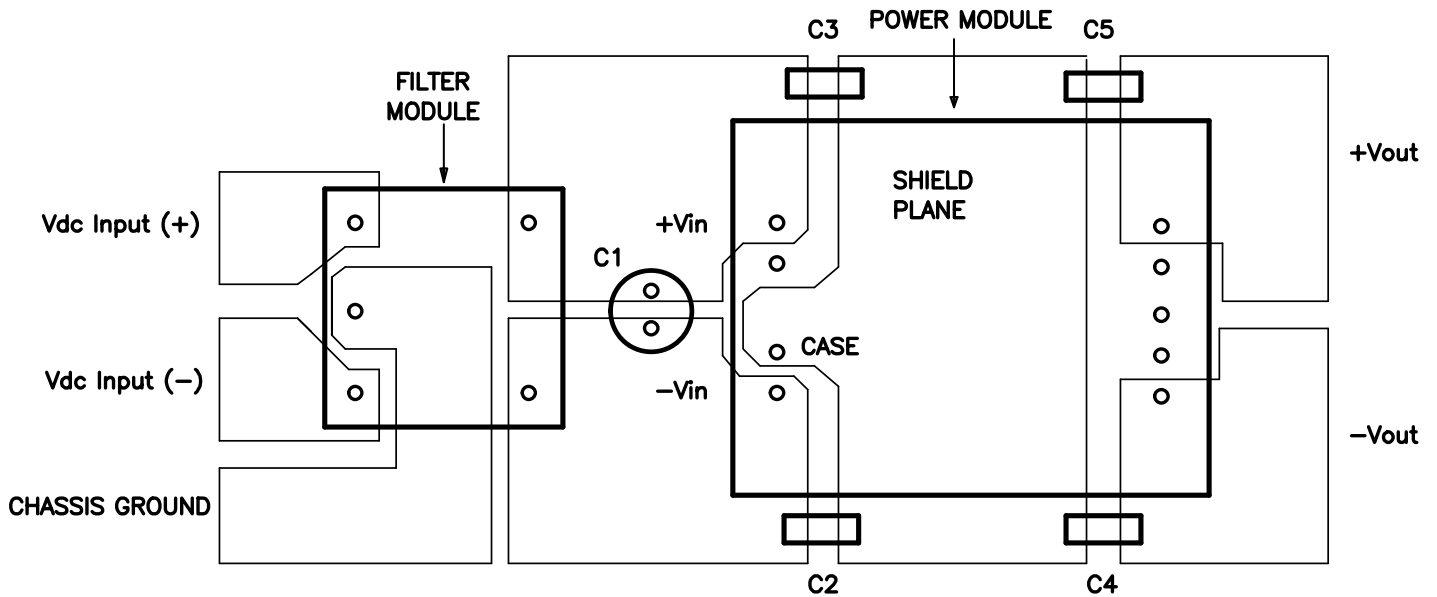 C3
POWER MODULE
C5
FILTER
MODULE
+Vout
SHIELD
PLANE
Vdc Input (+)
+Vin
C1
CASE
Vdc Input (−)
−Vin
−Vout
CHASSIS GROUND
C2
C4